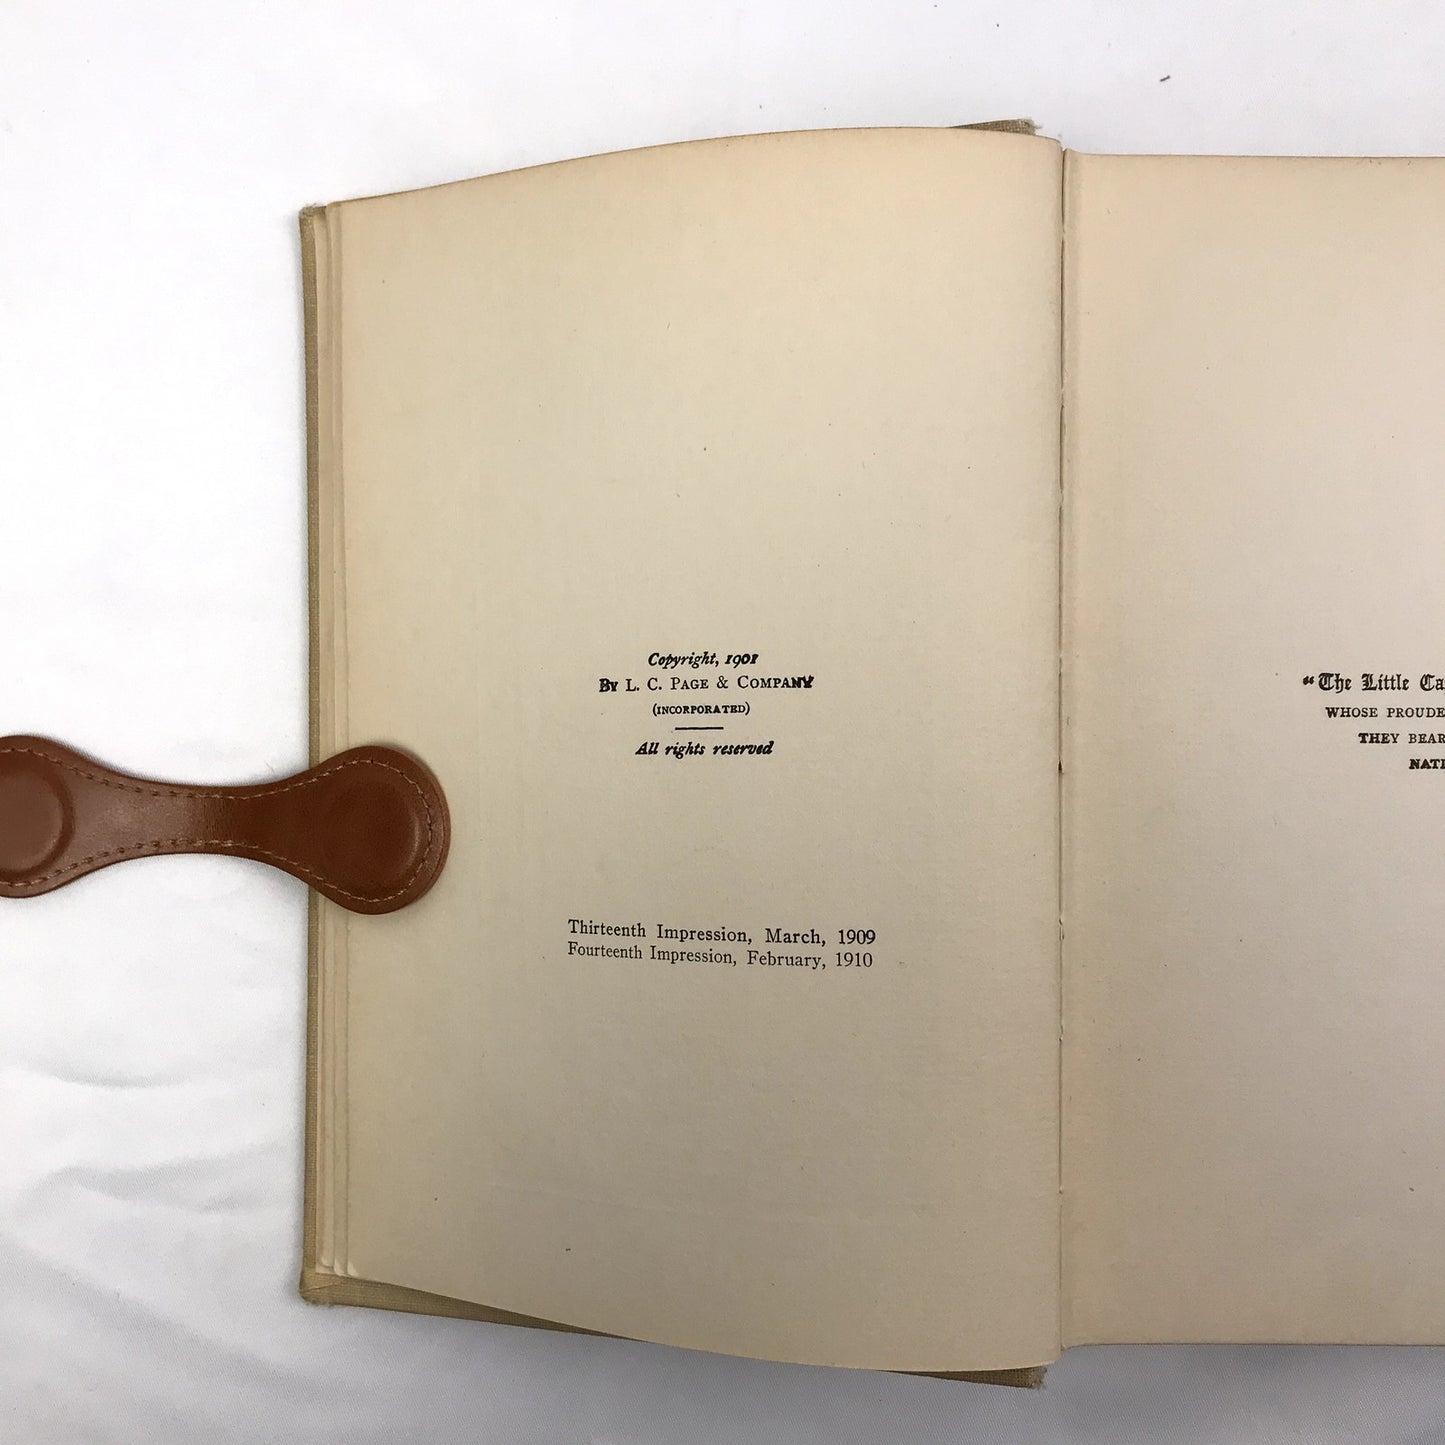 Copyright, 1901
By L. C. Page & Company
(INCORPORATED)
All rights reserved
Thirteenth Impression, March, 1909
Fourteenth Impression, February, 1910
"The Little
WHOSE
THEY BEAR